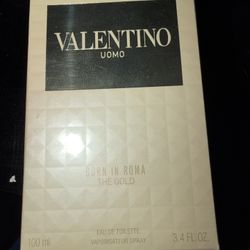 VALENTINO
UOMO
BORN IN ROMA
THE GOLD
EAU DE TOILETTE
VAPORISATEUR SPRAY
100 ml
3.4 FL.OZ.